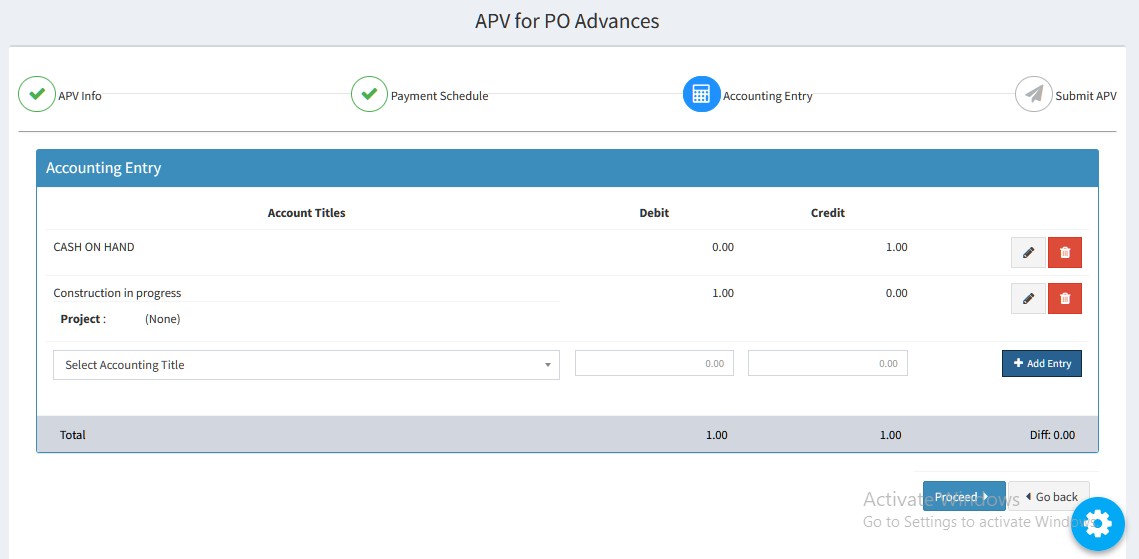 APV for PO Advances
APV Info Payment Schedule Accounting Entry Submit APV
Accounting Entry
Account Titles Debit Credit
CASH ON HAND 0.00 1.00
Construction in progress 1.00 0.00
Project : (None)
Select Accounting Title 0.00 0.00 Add Entry
Total 1.00 1.00 Diff: 0.00
Proceed Go back
Activate Windows
Go to Settings to activate Windows.